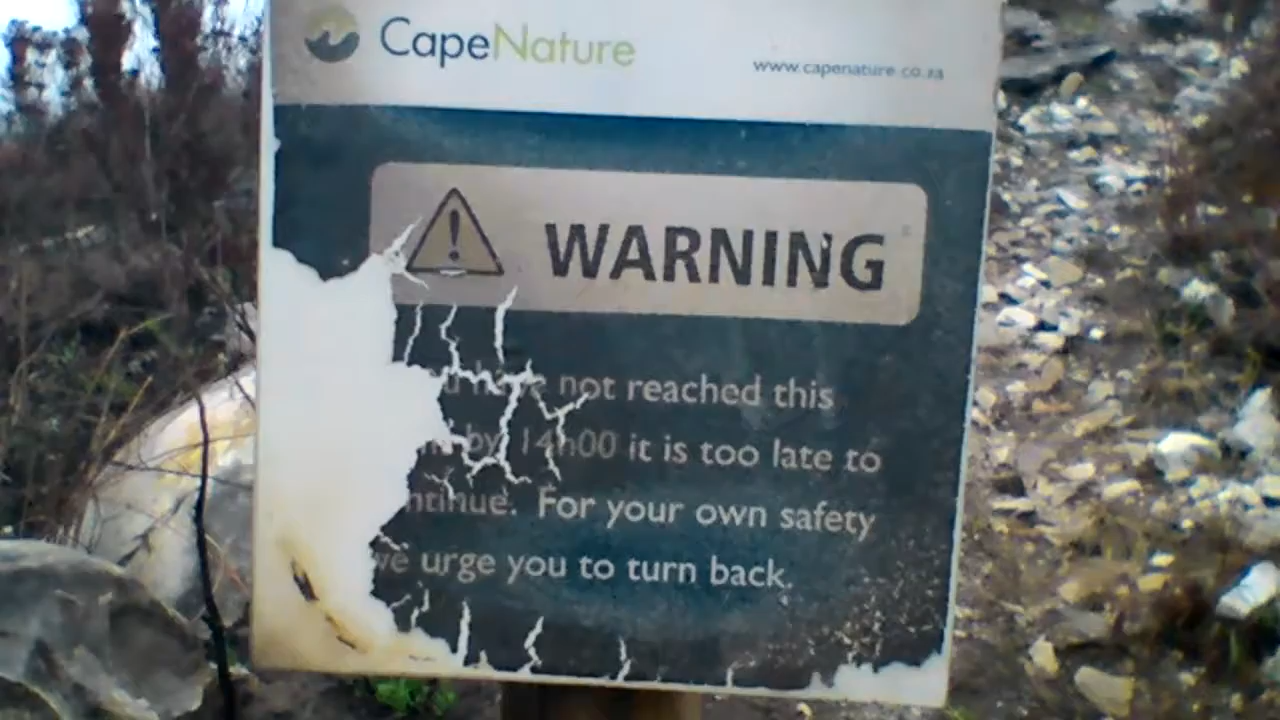 CapeNature
www.capenature.co.za
WARNING
have not reached this
by 14h00 it is too late to
ntinue. For your own safety
we urge you to turn back.